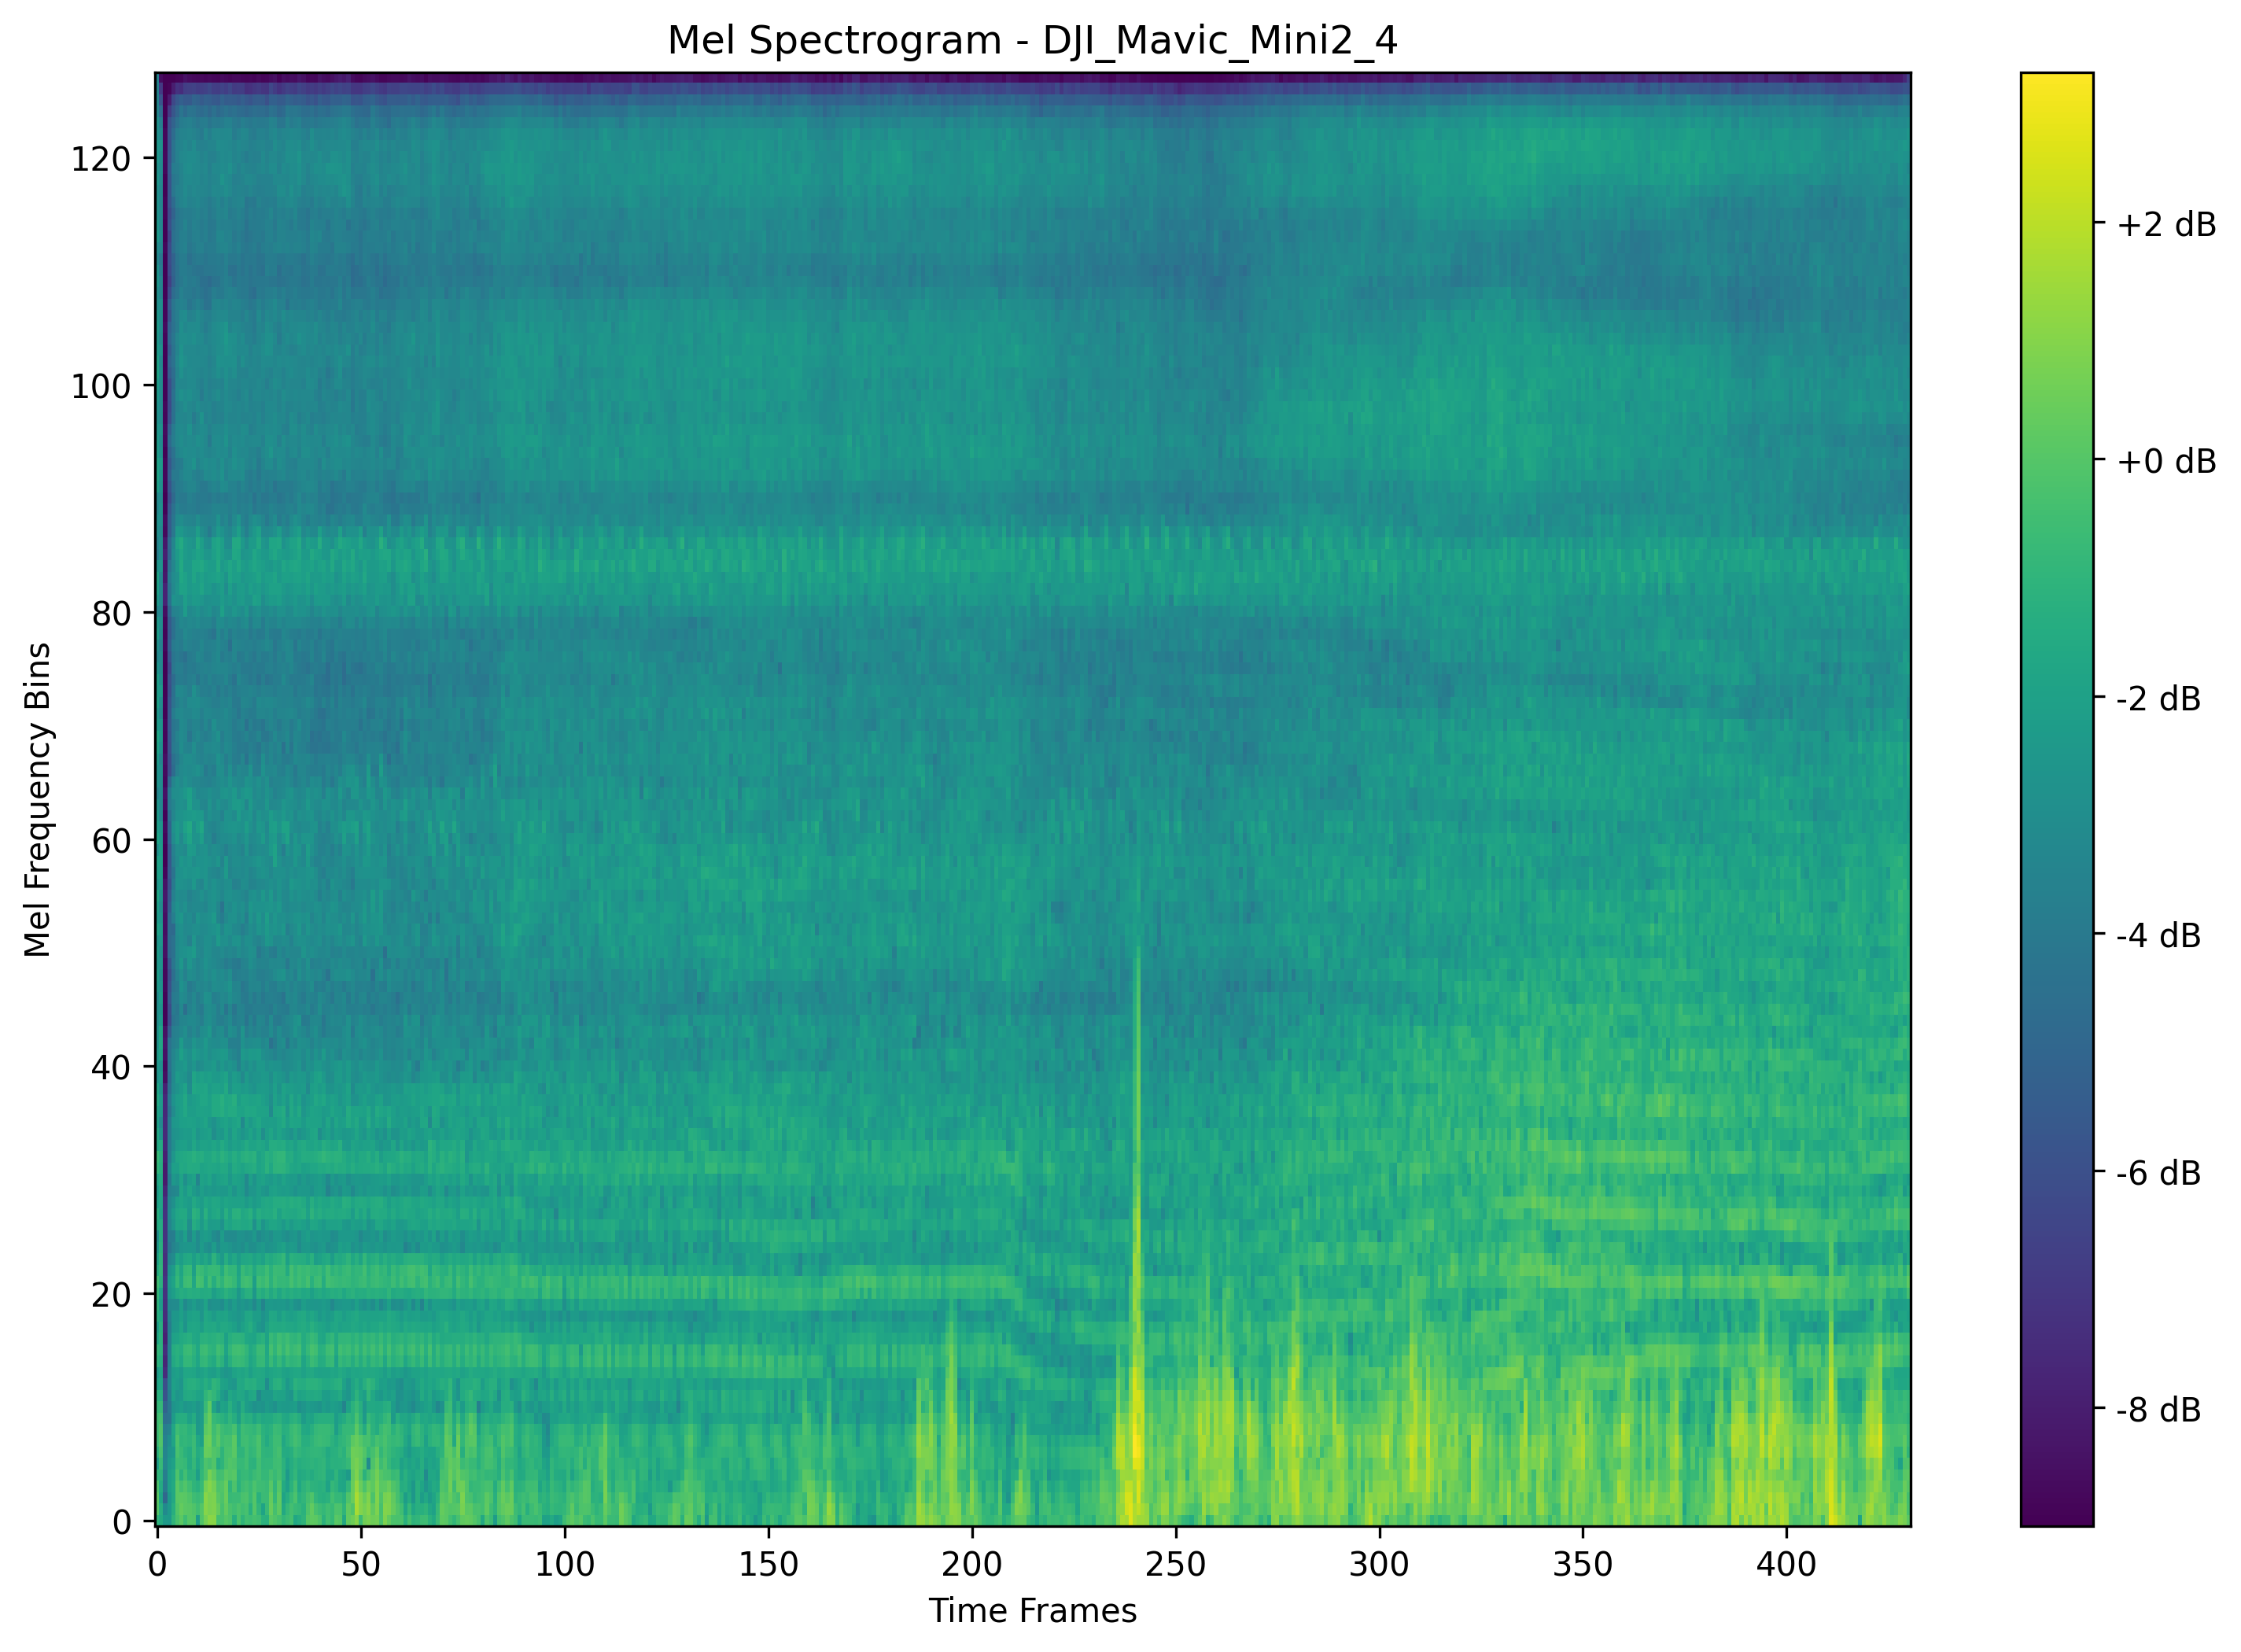 Mel Spectrogram - DJI_Mavic_Mini2_4
Mel Frequency Bins
120
100
80
60
40
20
0
0 50 100 150 200 250 300 350 400
Time Frames
+2 dB
+0 dB
-2 dB
-4 dB
-6 dB
-8 dB